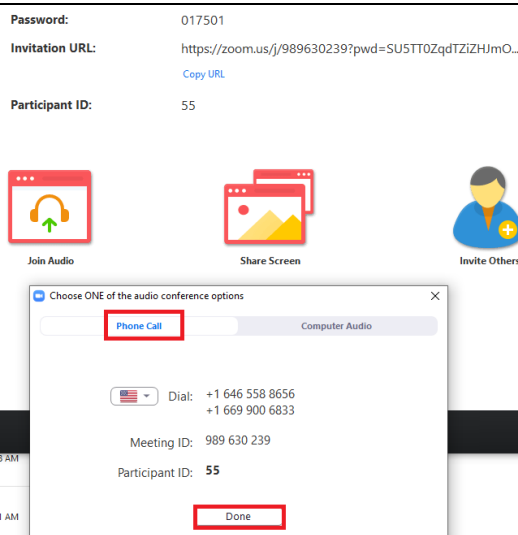 Password: 017501
Invitation URL: https://zoom.us/j/989630239?pwd=SU5TT0ZqdTZiZHJmO...
Copy URL
Participant ID: 55
Join Audio
Share Screen
Invite Others
Choose ONE of the audio conference options
Phone Call
Computer Audio
Dial: +1 646 558 8656
+1 669 900 6833
Meeting ID: 989 630 239
Participant ID: 55
AM
AM
Done